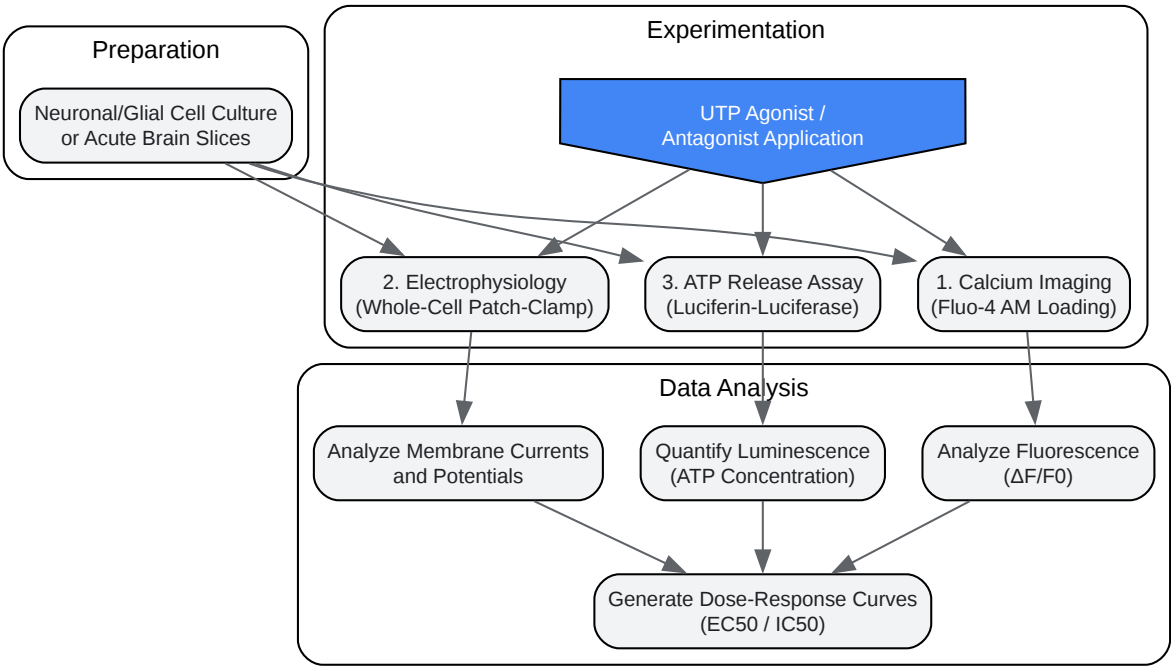 Preparation
Neuronal/Glial Cell Culture
or Acute Brain Slices
Experimentation
UTP Agonist /
Antagonist Application
2. Electrophysiology
(Whole-Cell Patch-Clamp)
3. ATP Release Assay
(Luciferin-Luciferase)
1. Calcium Imaging
(Fluo-4 AM Loading)
Data Analysis
Analyze Membrane Currents
and Potentials
Quantify Luminescence
(ATP Concentration)
Analyze Fluorescence
(ΔF/F0)
Generate Dose-Response Curves
(EC50 / IC50)